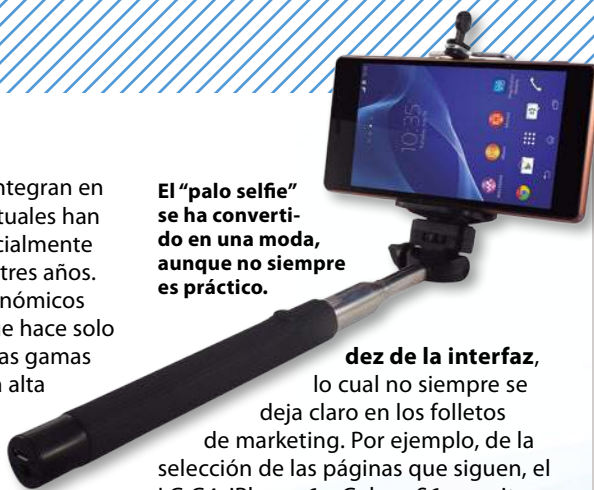 ntegran en
tuales han
cialmente
tres años.
nómicos
e hace solo
as gamas
alta
El “palo selfie”
se ha converti-
do en una moda,
aunque no siempre
es práctico.
dez de la interfaz,
lo cual no siempre se
deja claro en los folletos
de marketing. Por ejemplo, de la
selección de las páginas que siguen, el
10:35